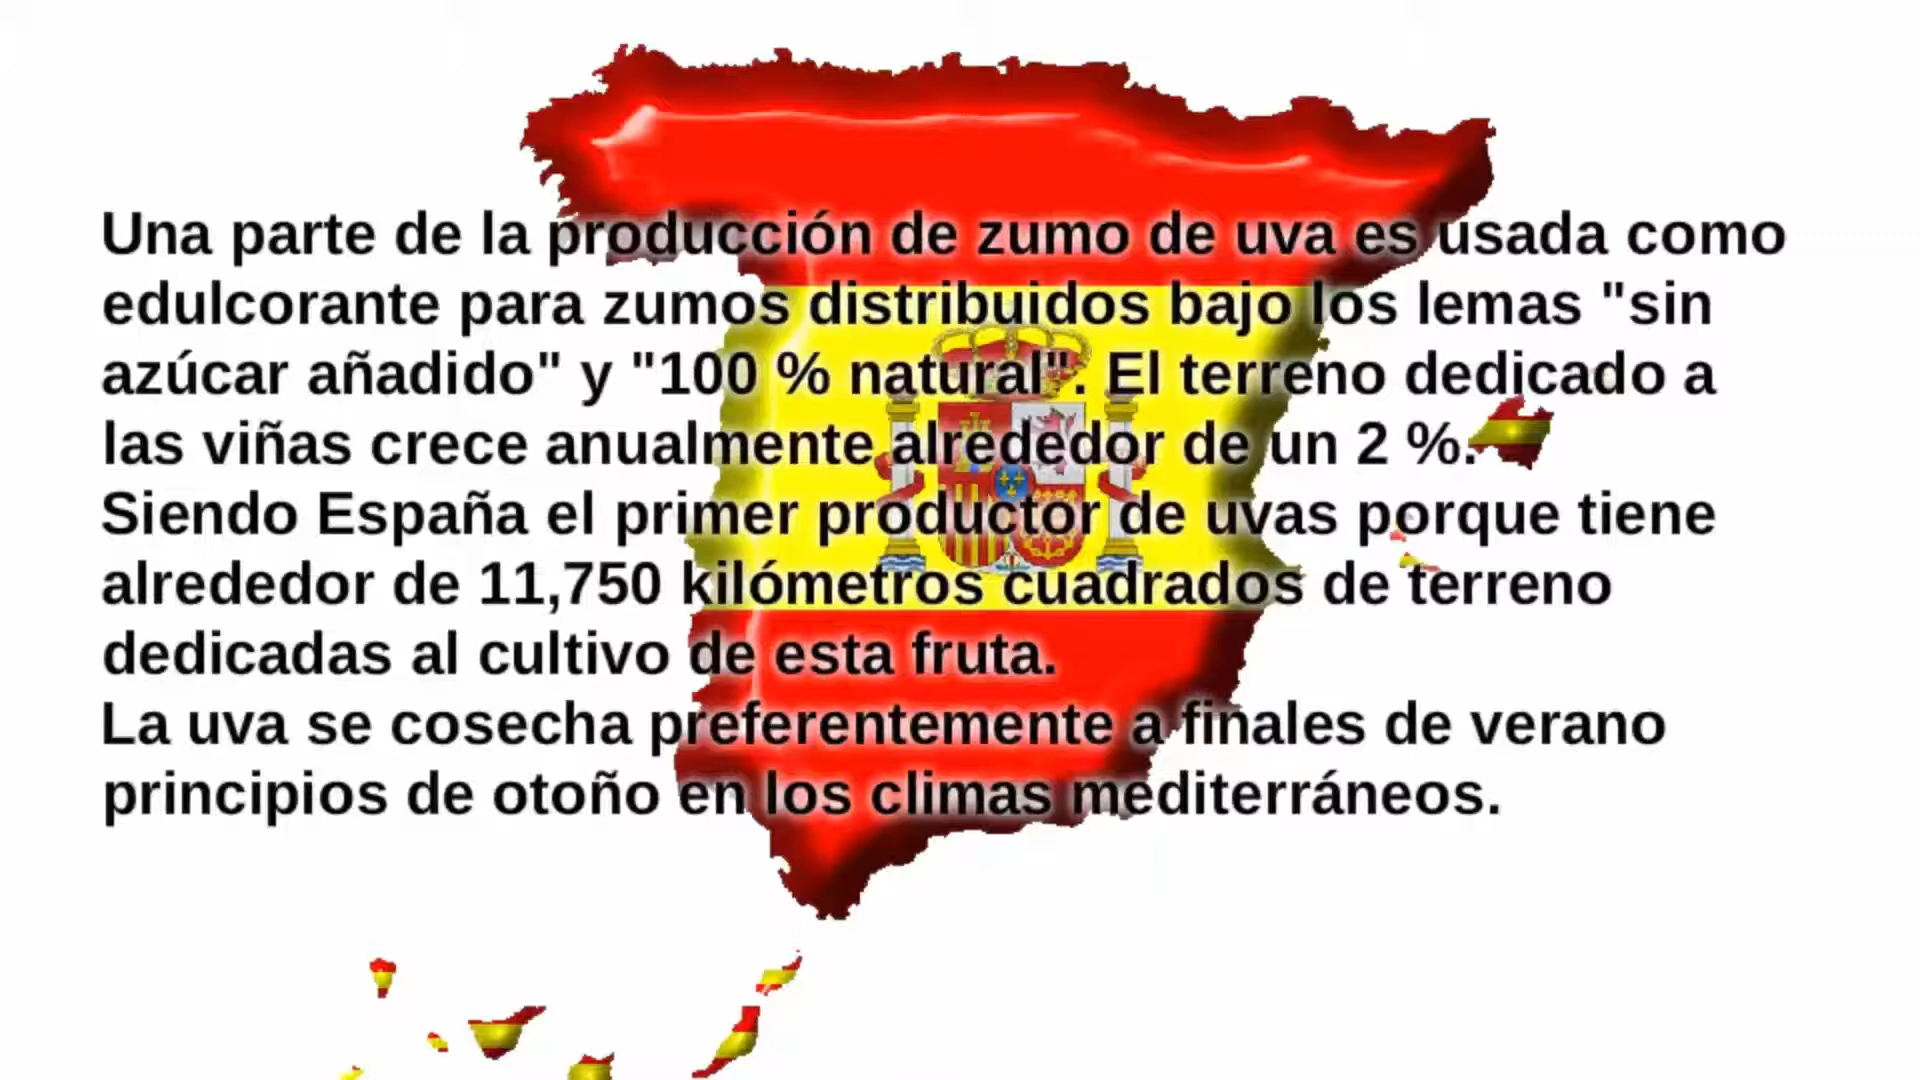 Una parte de la producción de zumo de uva es usada como
edulcorante para zumos distribuidos bajo los lemas "sin
azúcar añadido" y "100 % natural". El terreno dedicado a
las viñas crece anualmente alrededor de un 2 %.
Siendo España el primer productor de uvas porque tiene
alrededor de 11,750 kilómetros cuadrados de terreno
dedicadas al cultivo de esta fruta.
La uva se cosecha preferentemente a finales de verano
principios de otoño en los climas mediterráneos.